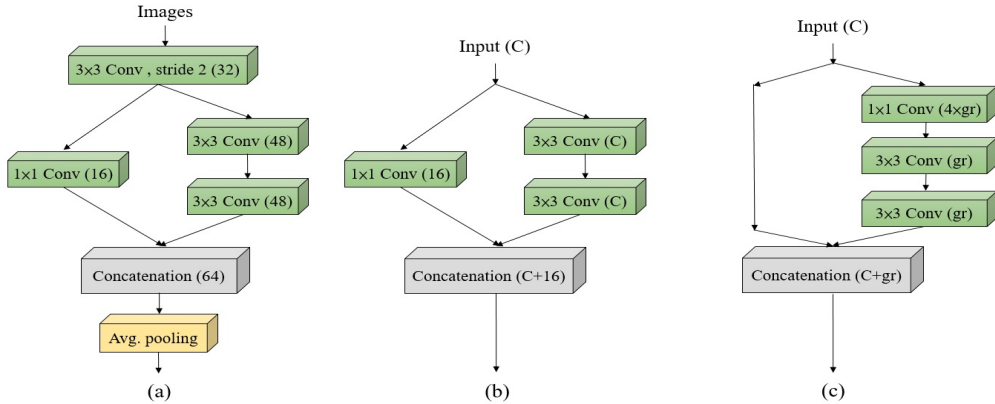 Images
3×3 Conv , stride 2 (32)
1×1 Conv (16)
3×3 Conv (48)
3×3 Conv (48)
Concatenation (64)
Avg. pooling
(a)
Input (C)
1×1 Conv (16)
3×3 Conv (C)
3×3 Conv (C)
Concatenation (C+16)
(b)
Input (C)
1×1 Conv (4×gr)
3×3 Conv (gr)
3×3 Conv (gr)
Concatenation (C+gr)
(c)